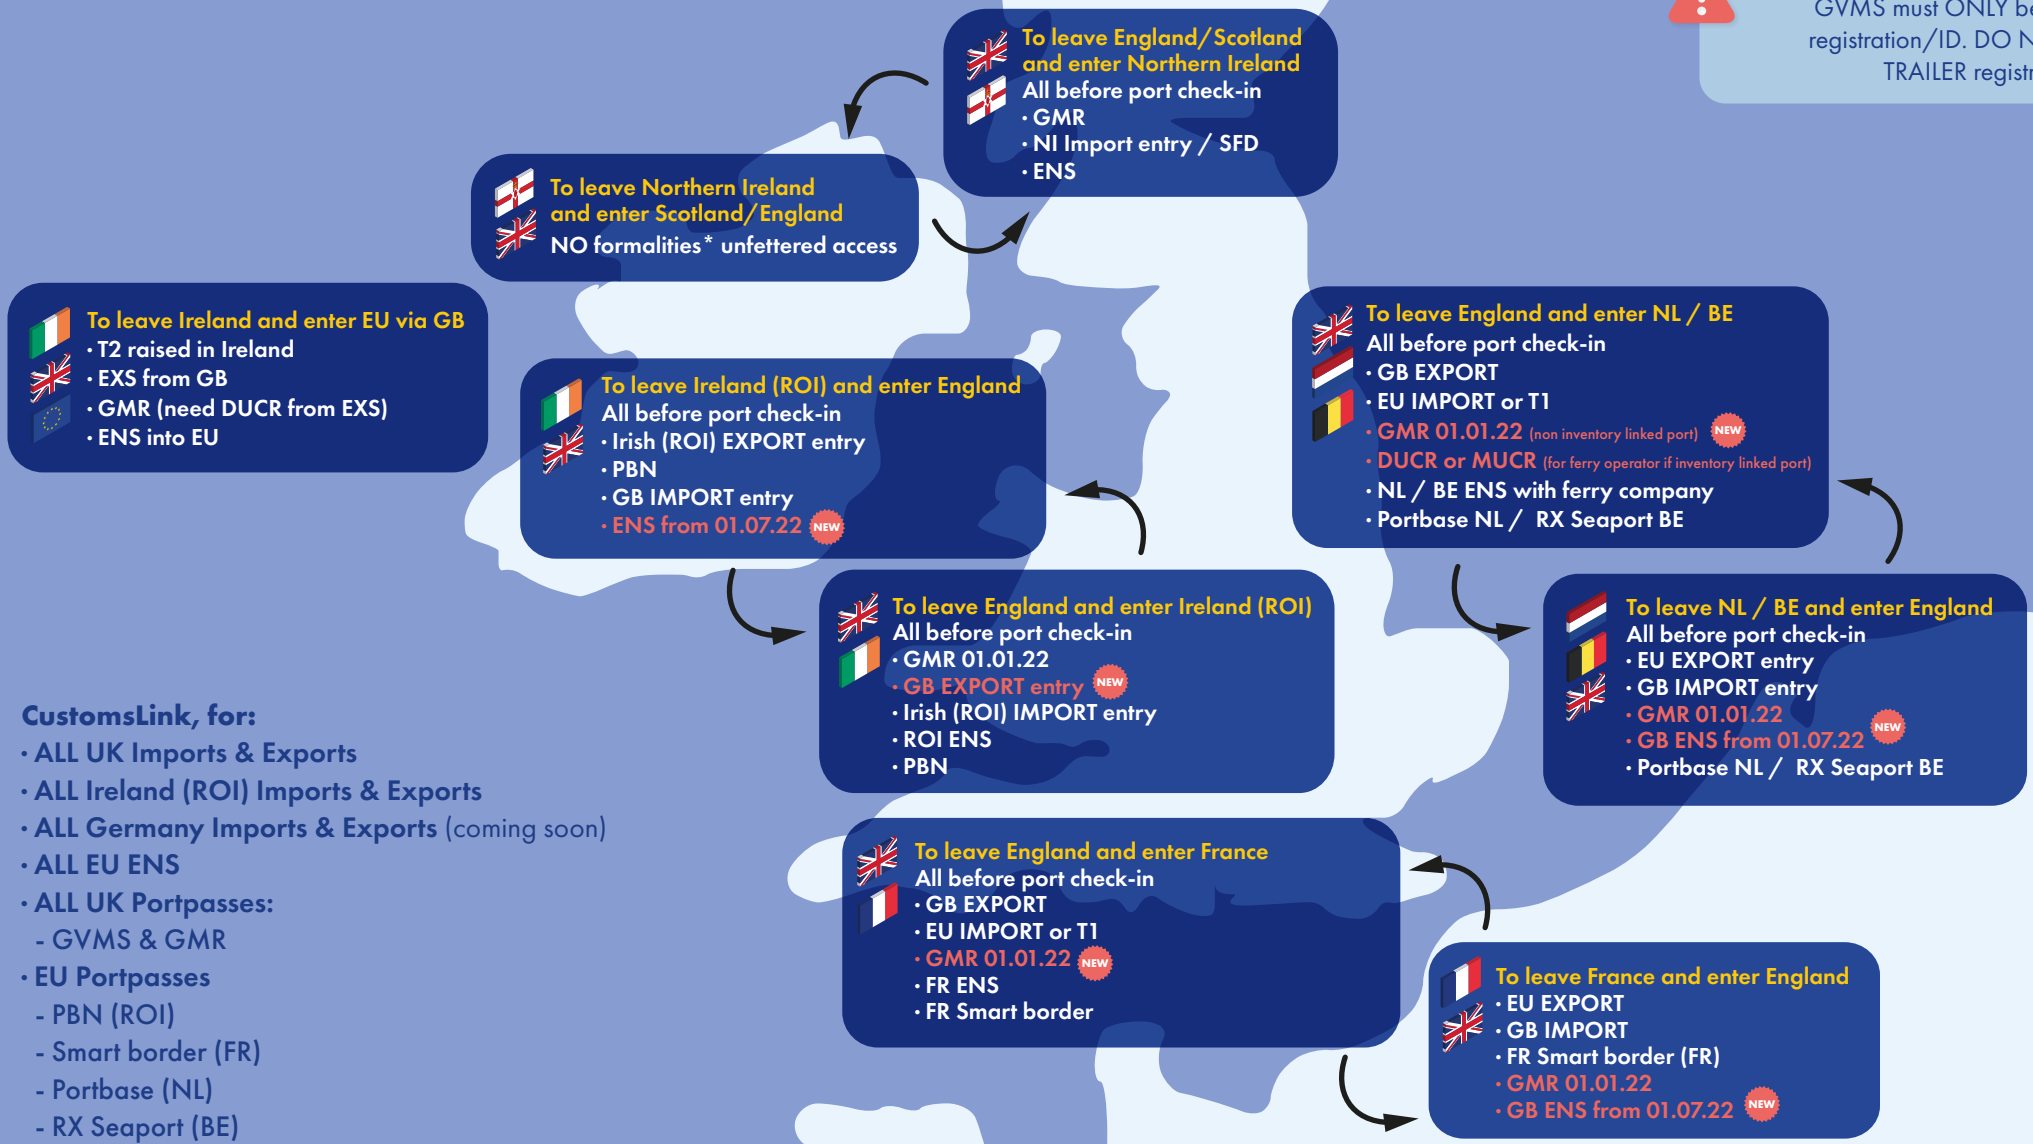 GVMS must ONLY be
registration/ID. DO N
TRAILER regist
To leave England/Scotland
and enter Northern Ireland
All before port check-in
· GMR
· NI Import entry / SFD
· ENS
To leave Northern Ireland
and enter Scotland/England
NO formalities* unfettered access
To leave Ireland and enter EU via GB
· T2 raised in Ireland
· EXS from GB
· GMR (need DUCR from EXS)
· ENS into EU
To leave Ireland (ROI) and enter England
All before port check-in
· Irish (ROI) EXPORT entry
· PBN
· GB IMPORT entry
· ENS from 01.07.22 NEW
To leave England and enter NL / BE
All before port check-in
· GB EXPORT
· EU IMPORT or T1
· GMR 01.01.22 (non inventory linked port) NEW
· DUCR or MUCR (for ferry operator if inventory linked port)
· NL / BE ENS with ferry company
· Portbase NL / RX Seaport BE
To leave England and enter Ireland (ROI)
All before port check-in
· GMR 01.01.22
· GB EXPORT entry NEW
· Irish (ROI) IMPORT entry
· ROI ENS
· PBN
To leave NL / BE and enter England
All before port check-in
· EU EXPORT entry
· GB IMPORT entry
· GMR 01.01.22
· GB ENS from 01.07.22 NEW
· Portbase NL / RX Seaport BE
CustomsLink, for:
· ALL UK Imports & Exports
· ALL Ireland (ROI) Imports & Exports
· ALL Germany Imports & Exports (coming soon)
· ALL EU ENS
· ALL UK Portpasses:
- GVMS & GMR
· EU Portpasses
- PBN (ROI)
- Smart border (FR)
- Portbase (NL)
- RX Seaport (BE)
To leave England and enter France
All before port check-in
· GB EXPORT
· EU IMPORT or T1
· GMR 01.01.22 NEW
· FR ENS
· FR Smart border
To leave France and enter England
· EU EXPORT
· GB IMPORT
· FR Smart border (FR)
· GMR 01.01.22
· GB ENS from 01.07.22 NEW